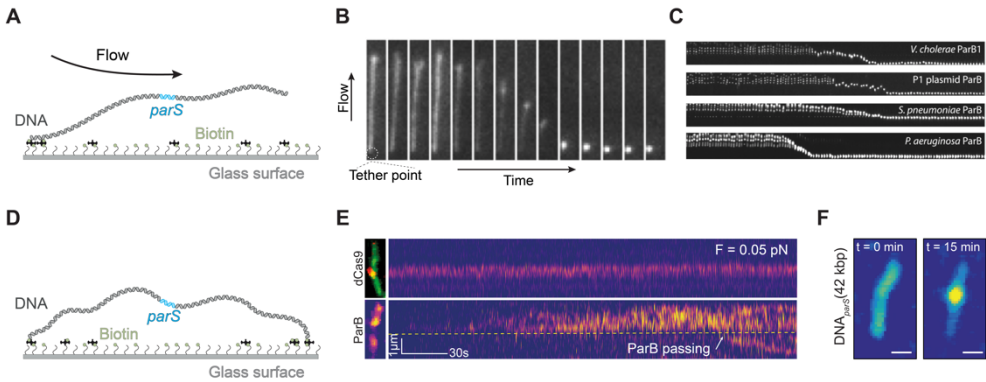 A
Flow
parS
DNA
Biotin
Glass surface
B
Flow
Tether point
Time
C
V. cholerae ParB1
P1 plasmid ParB
S. pneumoniae ParB
P. aeruginosa ParB
D
DNA
parS
Biotin
Glass surface
E
dCas9
F = 0.05 pN
ParB
1μm
30s
ParB passing
F
DNAparS(42 kbp)
t = 0 min
t = 15 min